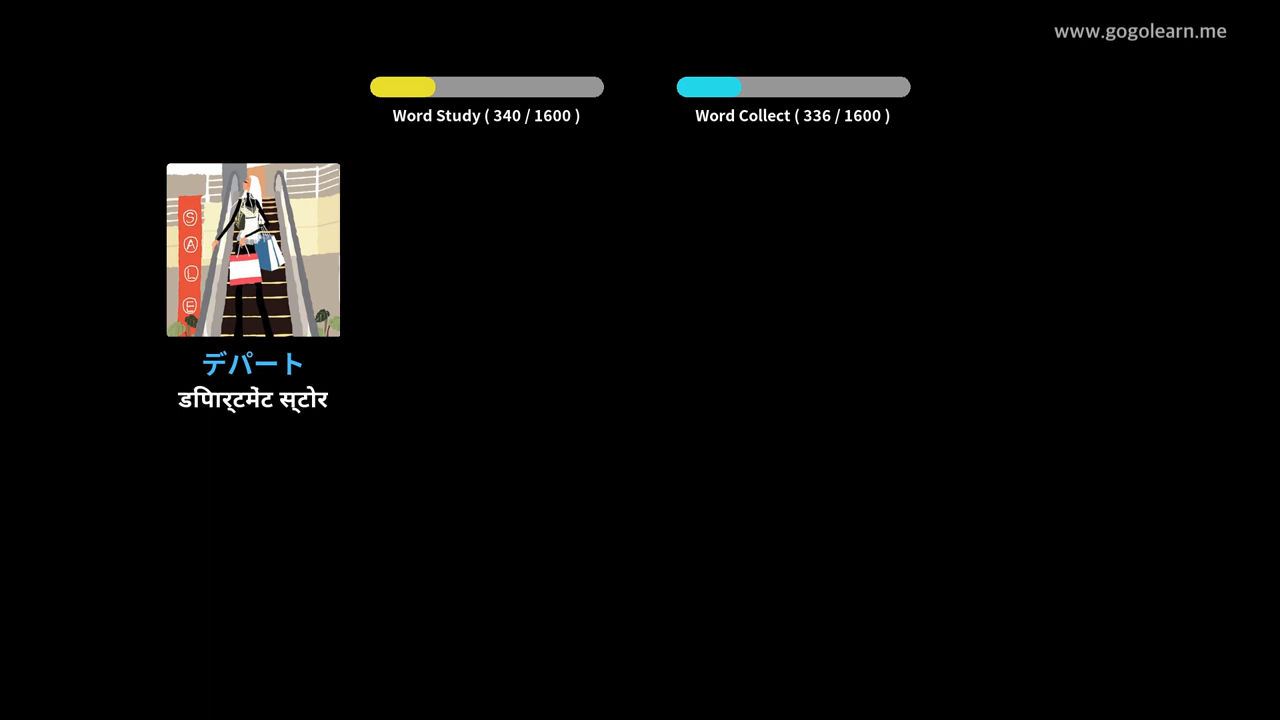 www.gogolearn.me
Word Study ( 340 / 1600 )
Word Collect ( 336 / 1600 )
S
A
L
E
デパート
डिपार्टमेंट स्टोर